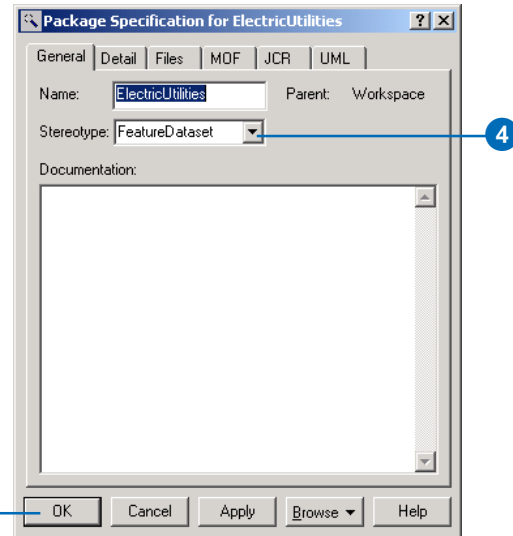 Package Specification for ElectricUtilities
General Detail Files MOF JCR UML
Name: ElectricUtilities Parent: Workspace
Stereotype: FeatureDataset 4
Documentation:
OK Cancel Apply Browse Help